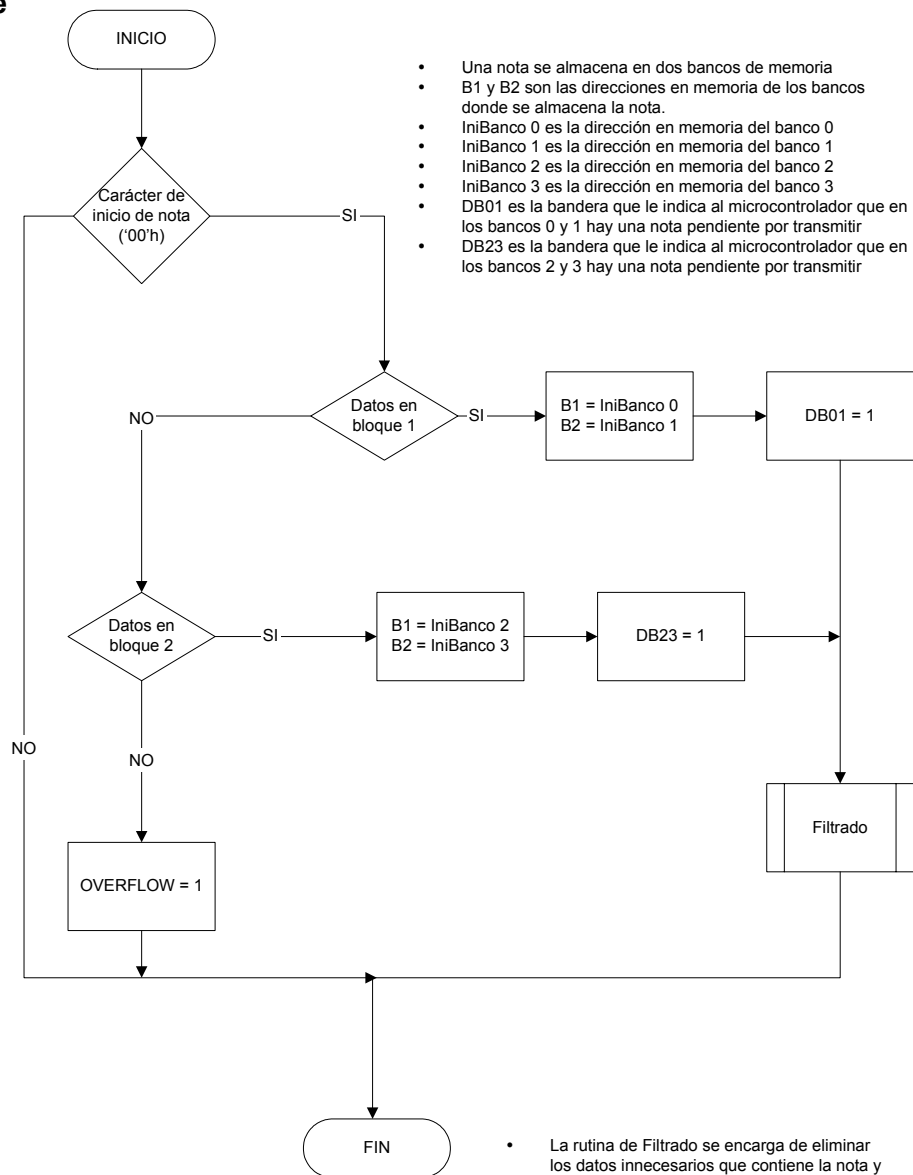 e
INICIO
• Una nota se almacena en dos bancos de memoria
• B1 y B2 son las direcciones en memoria de los bancos
donde se almacena la nota.
• IniBanco 0 es la dirección en memoria del banco 0
• IniBanco 1 es la dirección en memoria del banco 1
• IniBanco 2 es la dirección en memoria del banco 2
• IniBanco 3 es la dirección en memoria del banco 3
• DB01 es la bandera que le indica al microcontrolador que en
los bancos 0 y 1 hay una nota pendiente por transmitir
• DB23 es la bandera que le indica al microcontrolador que en
los bancos 2 y 3 hay una nota pendiente por transmitir
Carácter de
inicio de nota
('00'h)
SI
Datos en
bloque 1
NO
SI
B1 = IniBanco 0
B2 = IniBanco 1
DB01 = 1
Datos en
bloque 2
SI
B1 = IniBanco 2
B2 = IniBanco 3
DB23 = 1
NO
NO
Filtrado
OVERFLOW = 1
FIN
• La rutina de Filtrado se encarga de eliminar
los datos innecesarios que contiene la nota y